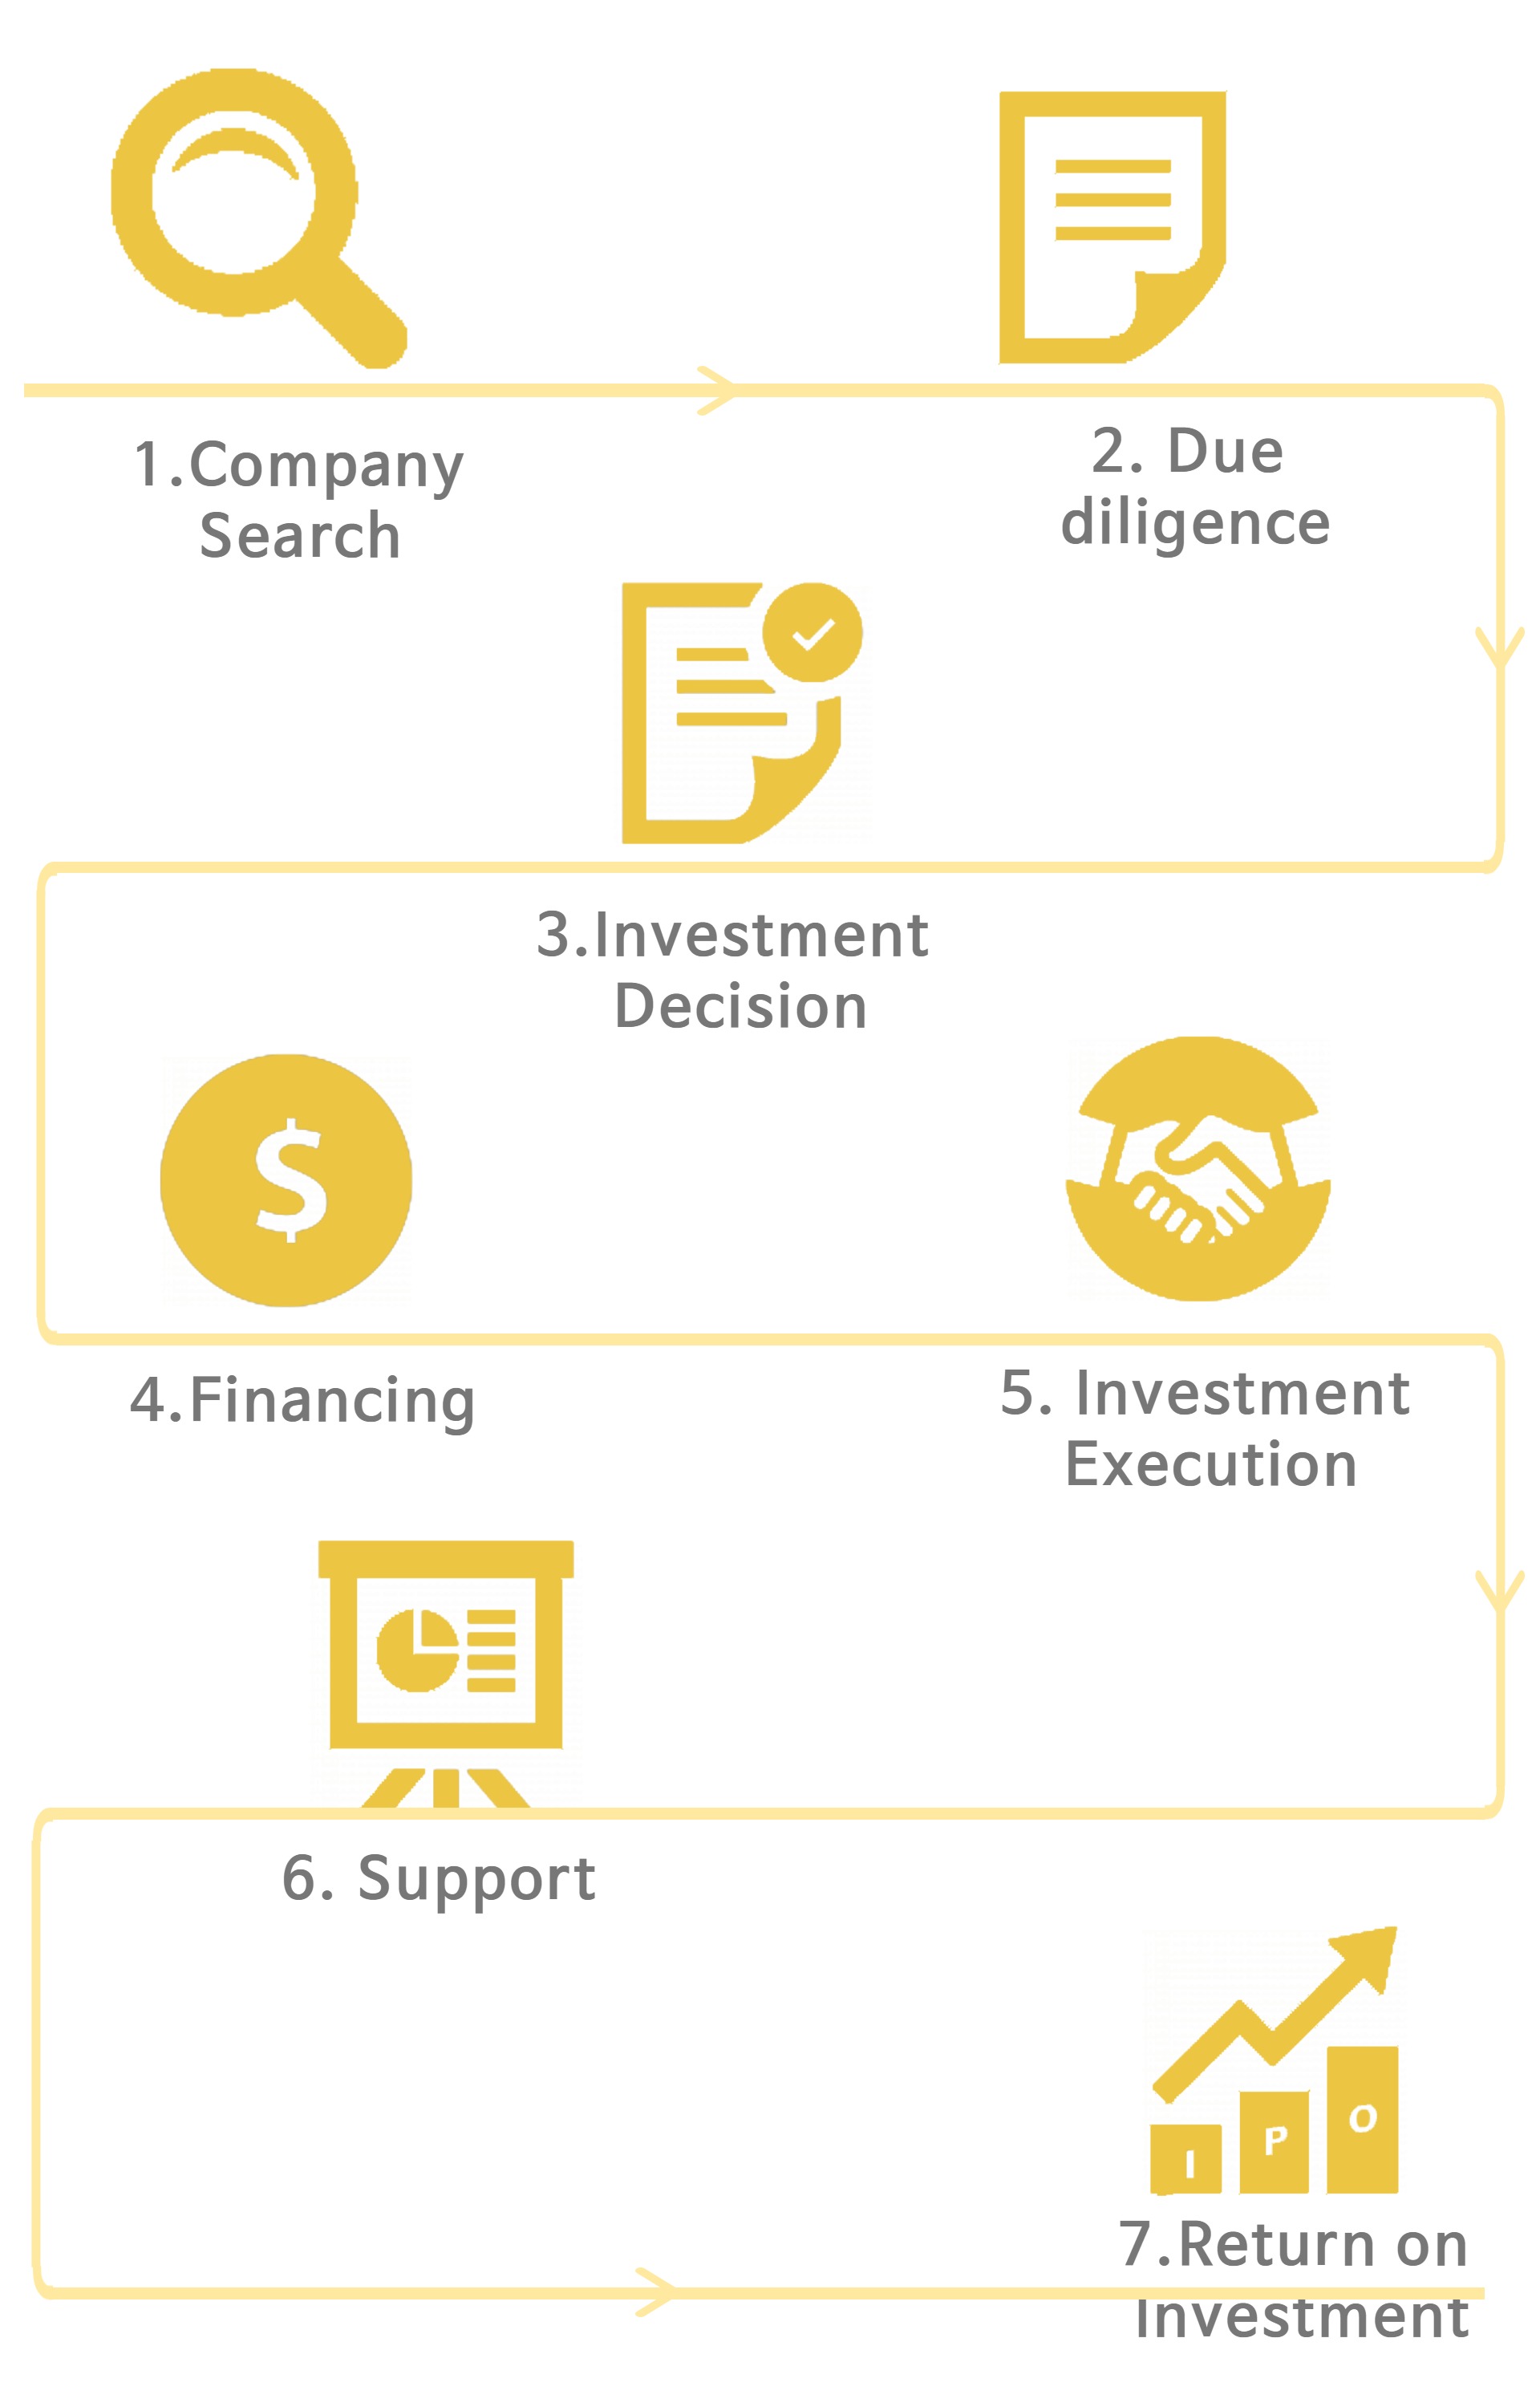 1.Company
Search
2. Due
diligence
3.Investment
Decision
$
4.Financing
5. Investment
Execution
6. Support
I P O
7.Return on
Investment